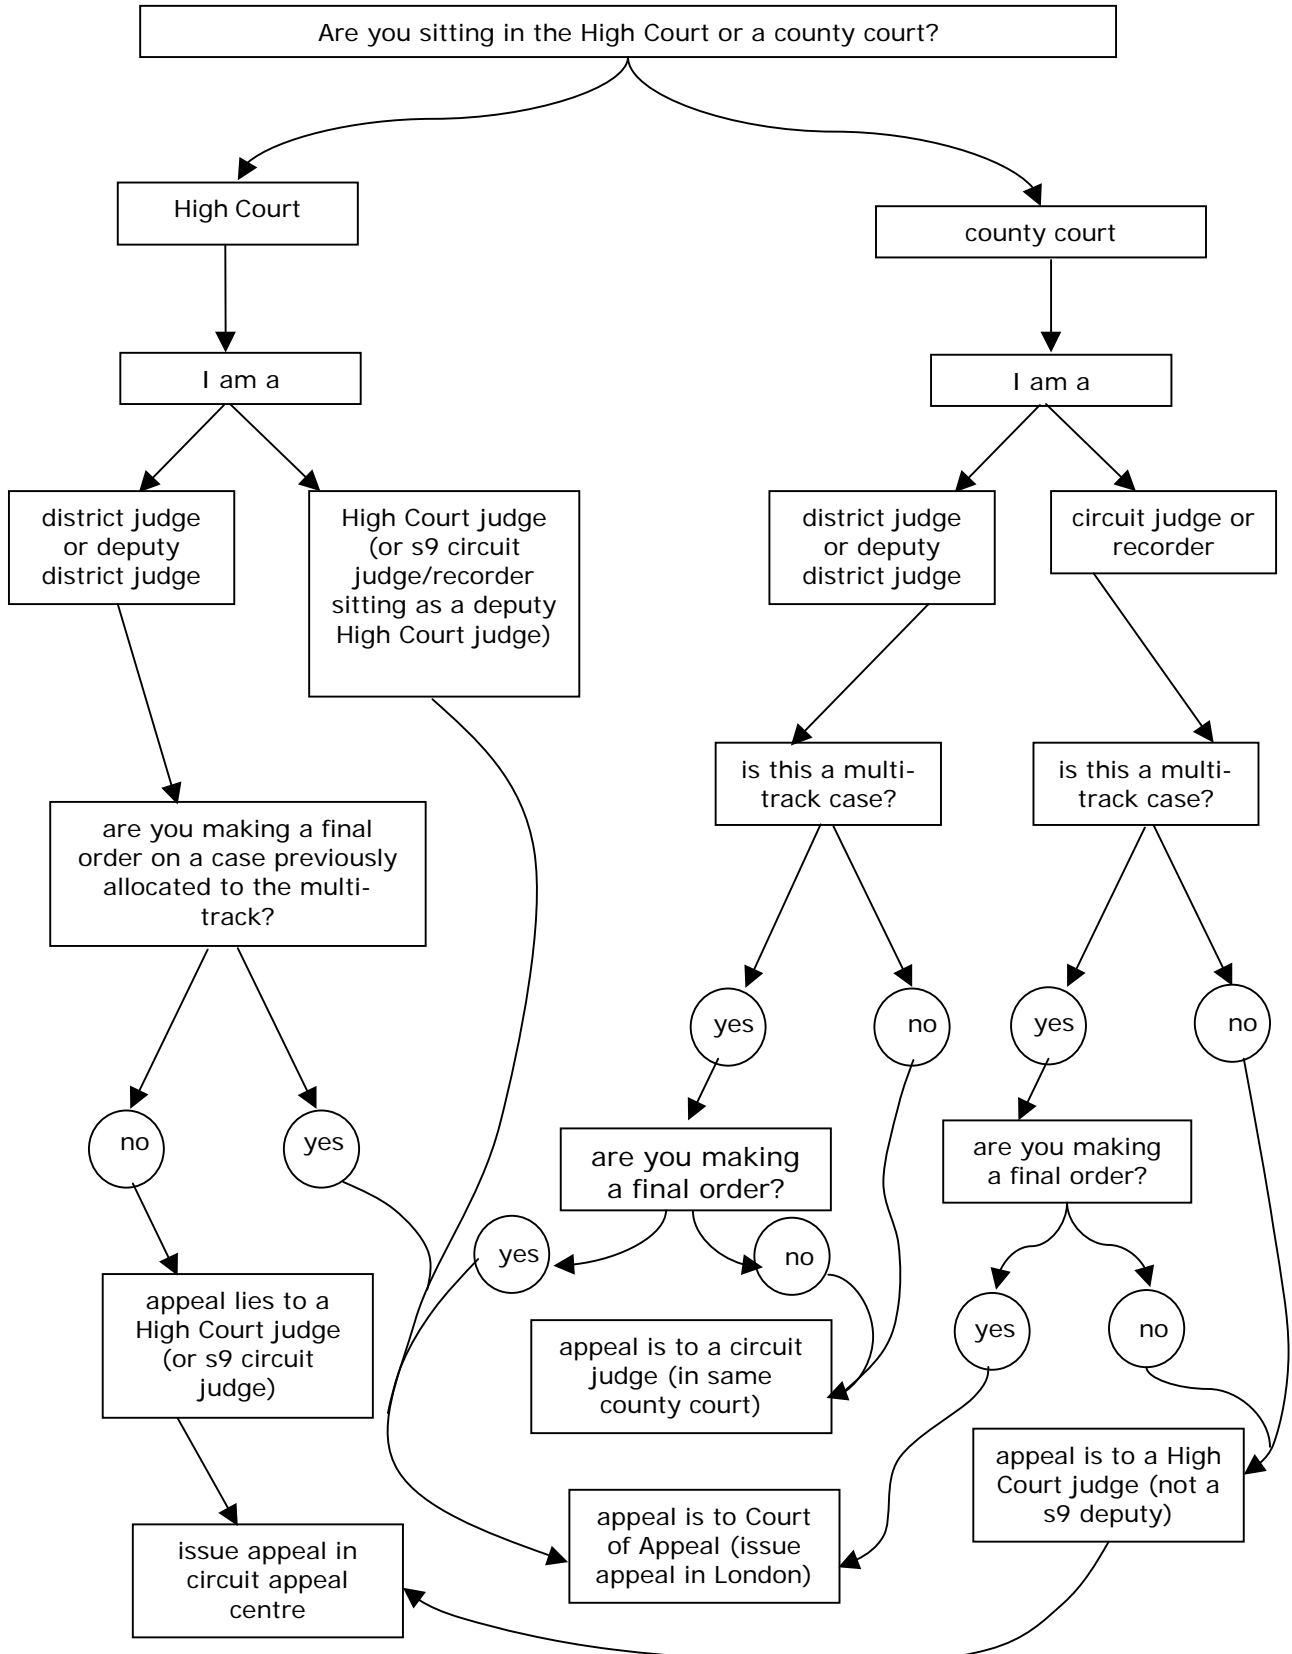 Are you sitting in the High Court or a county court?
High Court
county court
I am a
I am a
district judge
or deputy
district judge
High Court judge
(or s9 circuit
judge/recorder
sitting as a deputy
High Court judge)
district judge
or deputy
district judge
circuit judge or
recorder
is this a multi-
track case?
is this a multi-
track case?
are you making a final
order on a case previously
allocated to the multi-
track?
yes
no
yes
no
no
yes
are you making
a final order?
are you making
a final order?
yes
no
yes
no
appeal lies to a
High Court judge
(or s9 circuit
judge)
appeal is to a circuit
judge (in same
county court)
appeal is to a High
Court judge (not a
s9 deputy)
appeal is to Court
of Appeal (issue
appeal in London)
issue appeal in
circuit appeal
centre